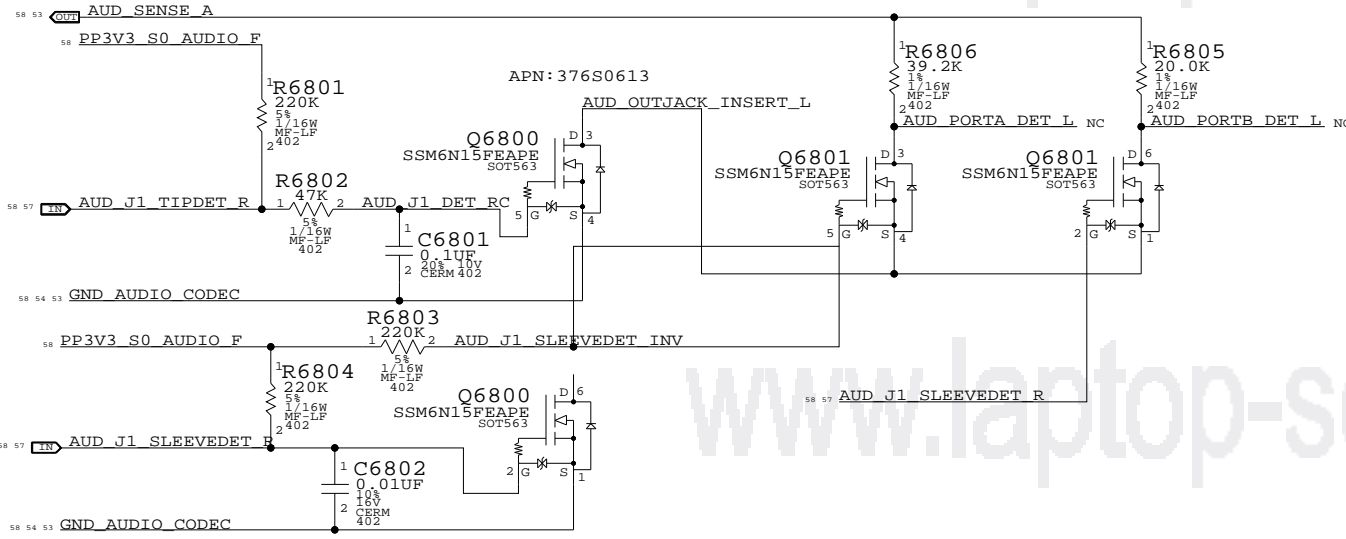 58 53 OUT AUD_SENSE_A
58 PP3V3_S0_AUDIO_F
1
R6801
220K
5%
1/16W
MF-LF
402
2
APN:376S0613
AUD_OUTJACK_INSERT_L
Q6800
SSM6N15FEAPE
SOT563
D 3
5 G S 4
1
R6806
39.2K
1%
1/16W
MF-LF
402
2
AUD_PORTA_DET_L NC
1
R6805
20.0K
1%
1/16W
MF-LF
402
2
AUD_PORTB_DET_L
Q6801
SSM6N15FEAPE
SOT563
D 3
5 G S 4
Q6801
SSM6N15FEAPE
SOT563
D 6
2 G S 1
58 57 IN AUD_J1_TIPDET_R
R6802
47K
1 2
5%
1/16W
MF-LF
402
AUD_J1_DET_RC
1
C6801
0.1UF
20% 10V
CERM 402
2
58 54 53 GND_AUDIO_CODEC
58 PP3V3_S0_AUDIO_F
R6803
220K
1 2
5%
1/16W
MF-LF
402
AUD_J1_SLEEVEDET_INV
1
R6804
220K
5%
1/16W
MF-LF
402
2
Q6800
SSM6N15FEAPE
SOT563
D 6
2 G S 1
58 57 AUD_J1_SLEEVEDET_R
58 57 IN AUD_J1_SLEEVEDET_R
1
C6802
0.01UF
10%
16V
CERM
402
2
58 54 53 GND_AUDIO_CODEC